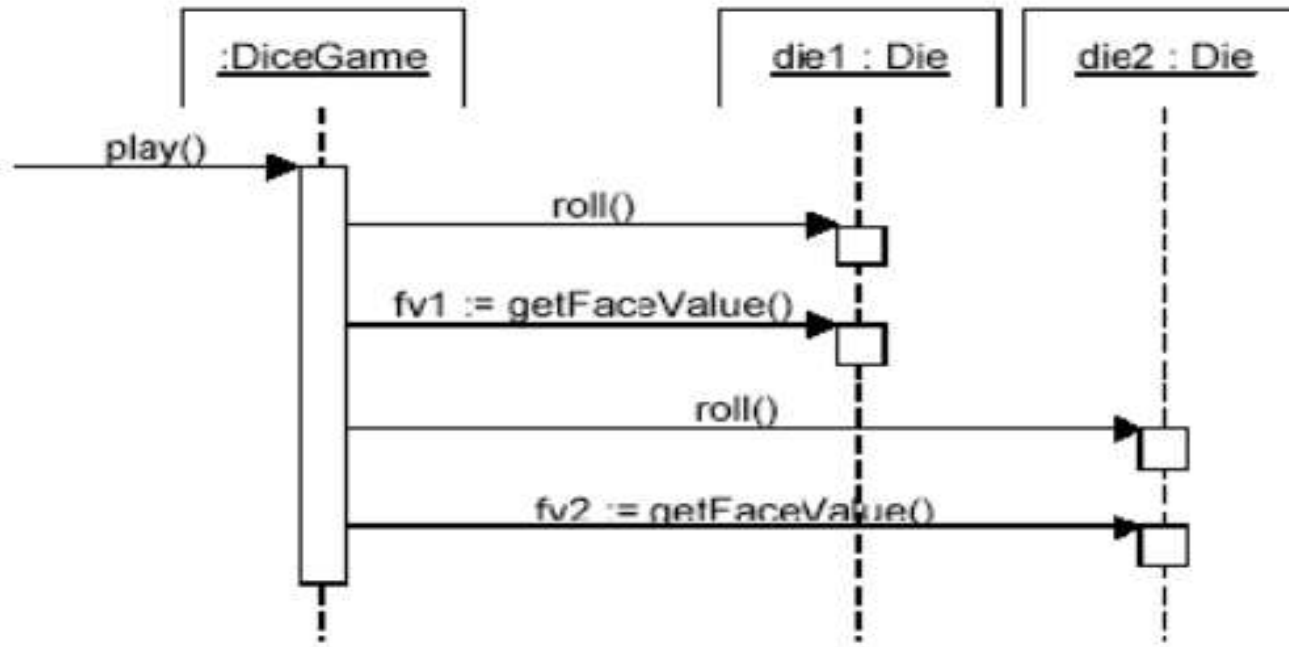 :DiceGame
die1 : Die
die2 : Die
play()
roll()
fv1 := getFaceValue()
roll()
fv2 := getFaceValue()